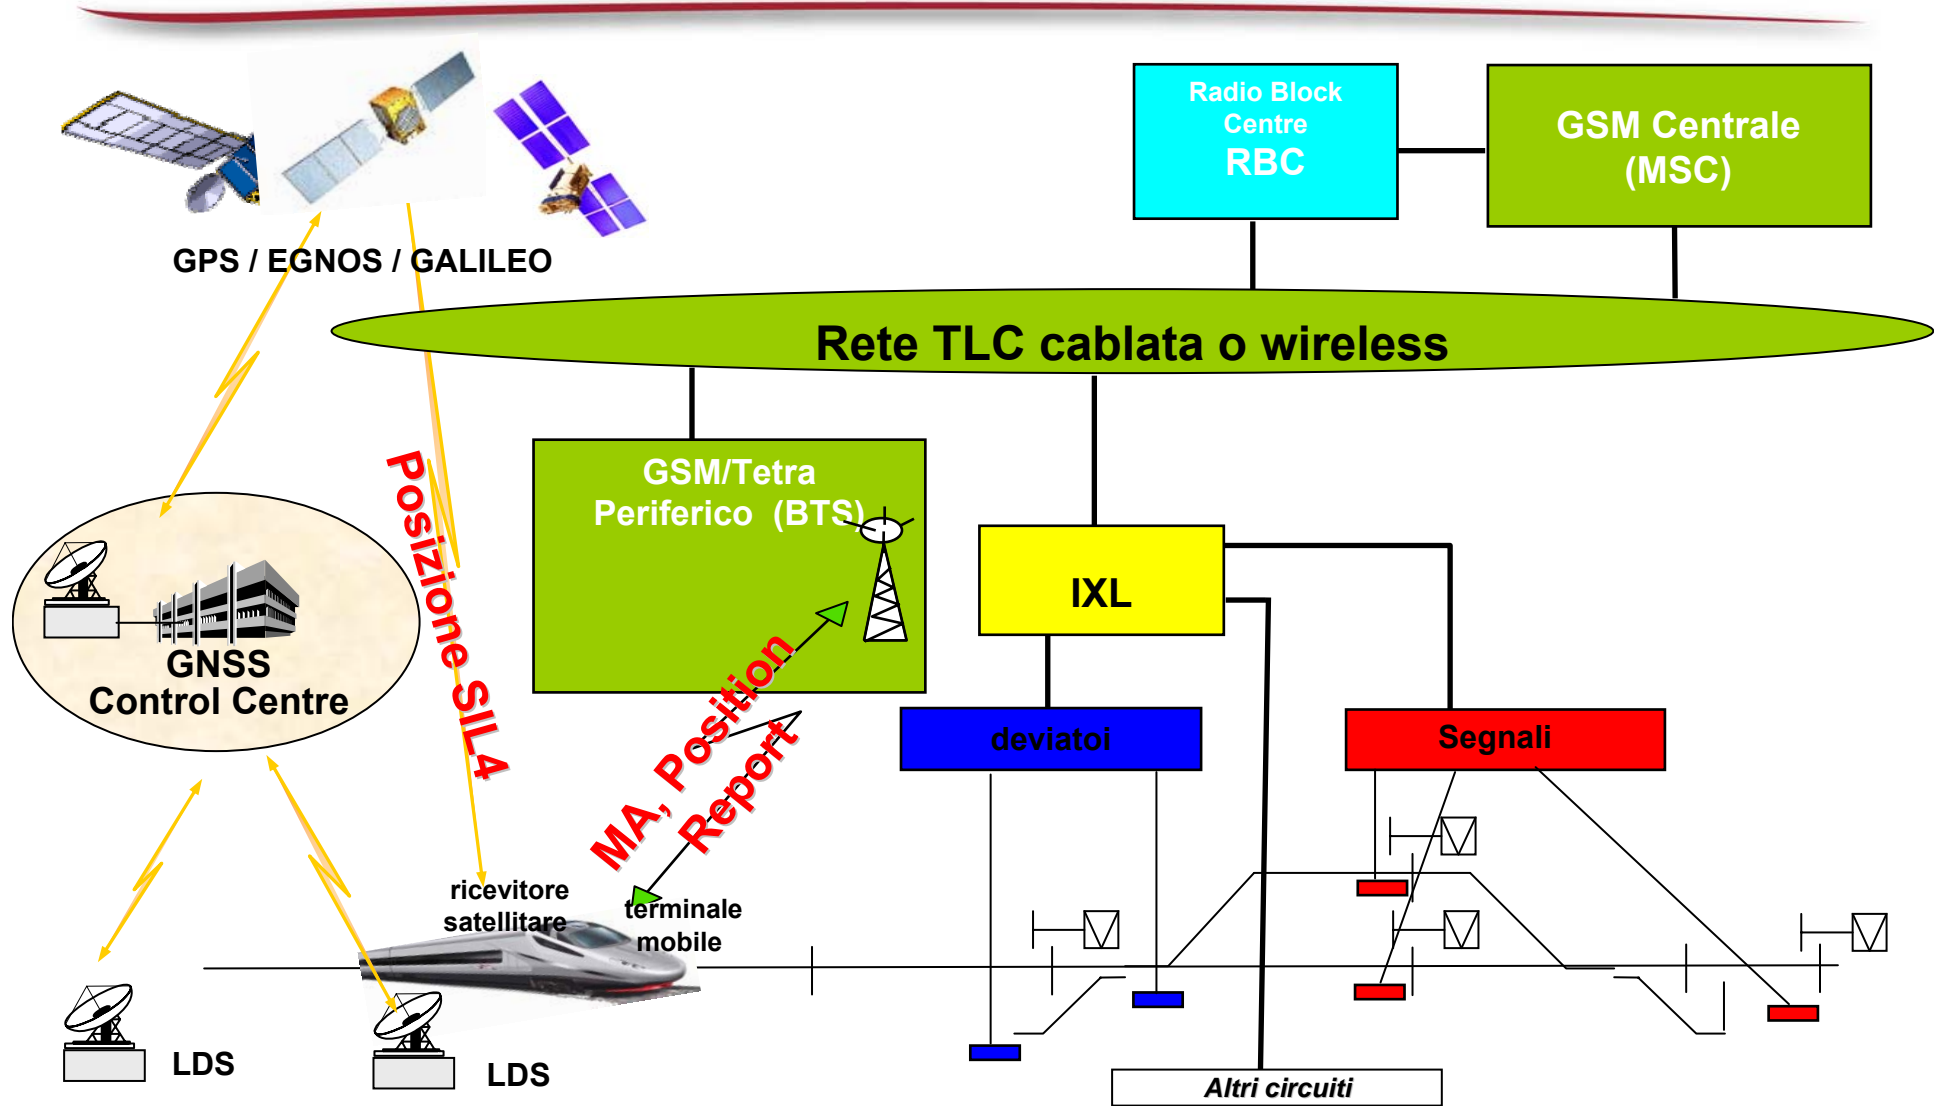 Radio Block
Centre
RBC
GSM Centrale
(MSC)
GPS / EGNOS / GALILEO
Rete TLC cablata o wireless
GSM/Tetra
Periferico (BTS)
Posizione SIL4
IXL
GNSS
Control Centre
MA, Position
Report
deviatoi
Segnali
ricevitore
satellitare
terminale
mobile
LDS
LDS
Altri circuiti